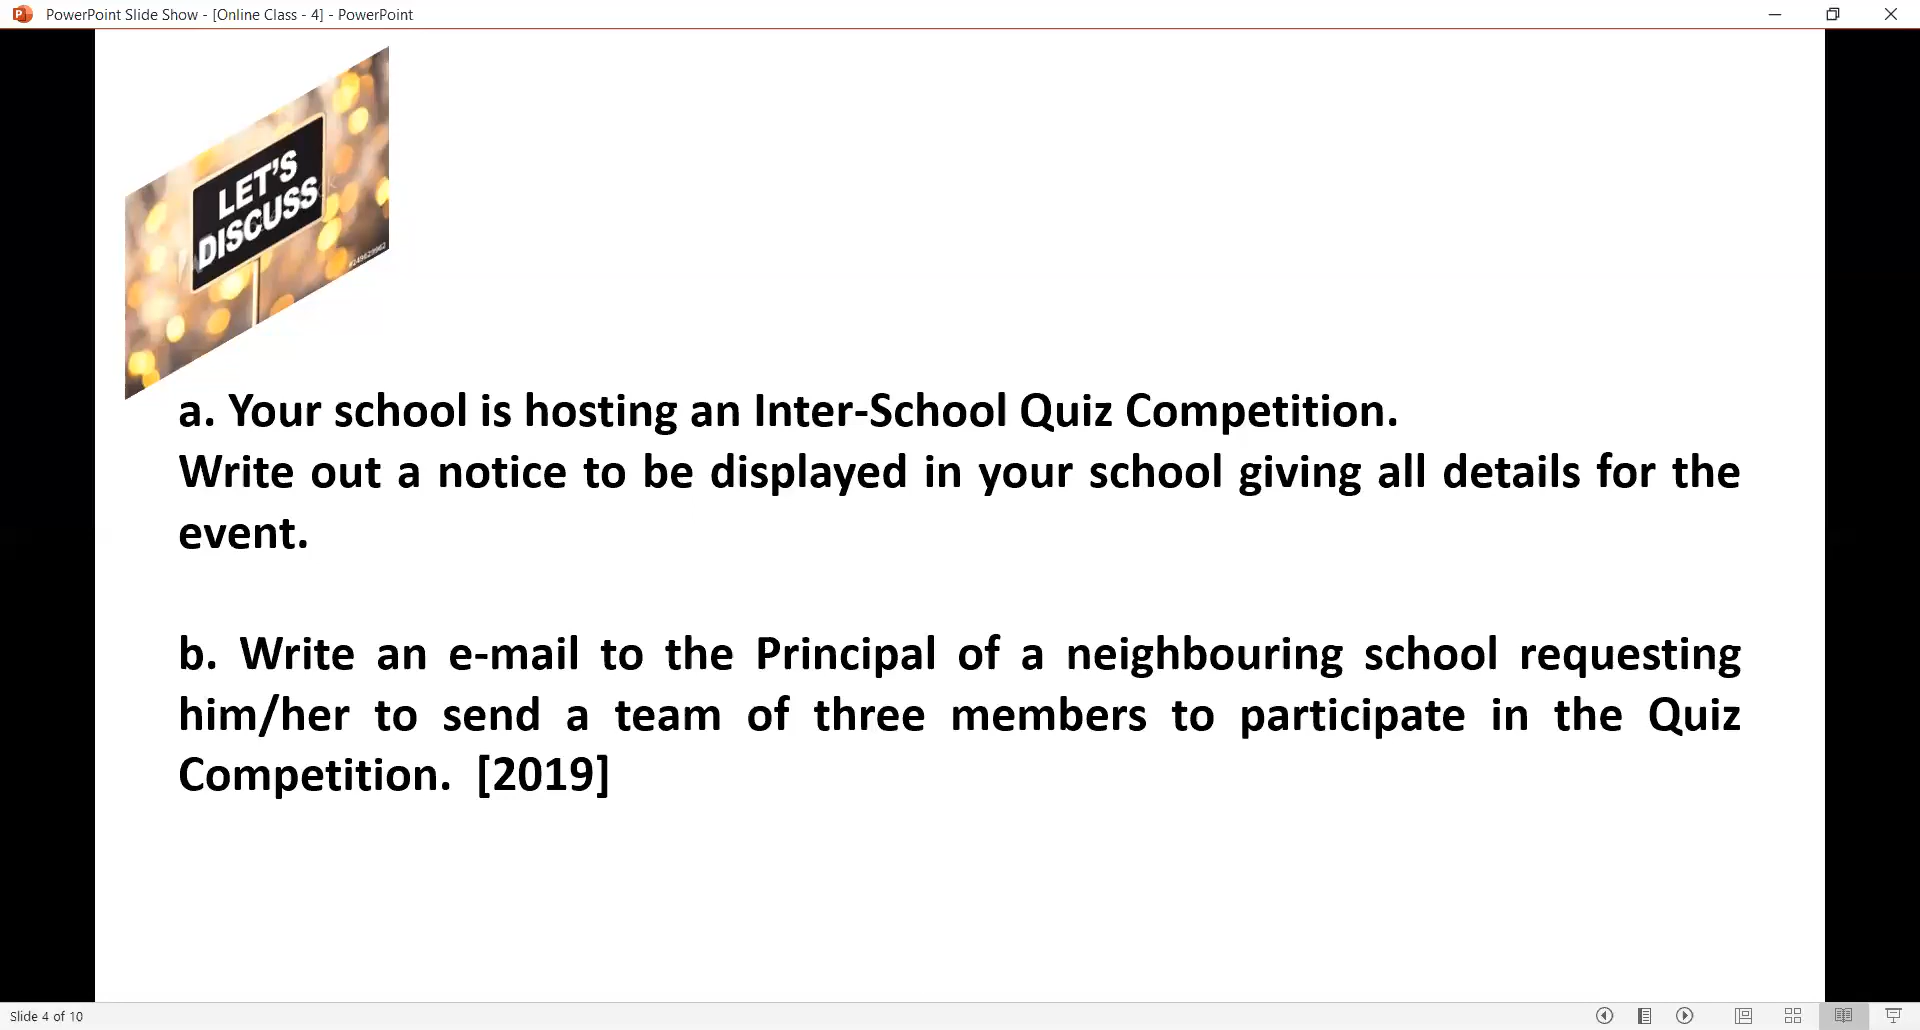 PowerPoint Slide Show - [Online Class - 4] - PowerPoint
LET'S
DISCUSS
#249629962
a. Your school is hosting an Inter-School Quiz Competition.
Write out a notice to be displayed in your school giving all details for the
event.
b. Write an e-mail to the Principal of a neighbouring school requesting
him/her to send a team of three members to participate in the Quiz
Competition. [2019]
Slide 4 of 10